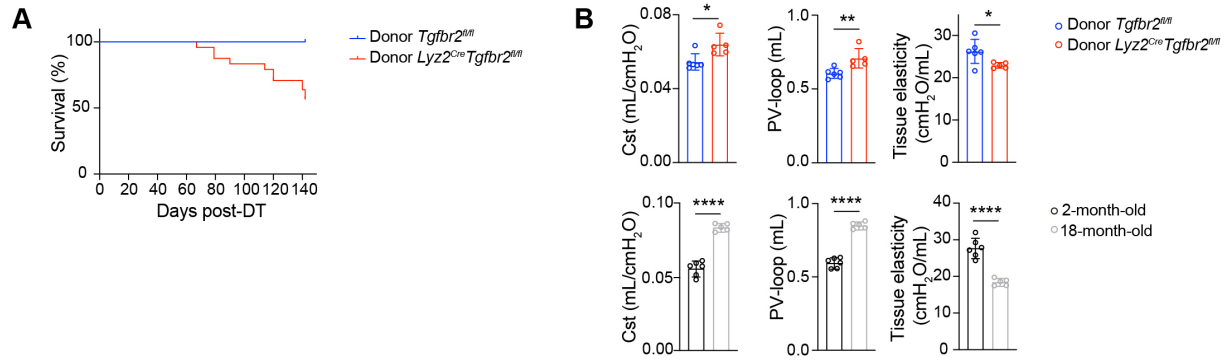 A
Survival (%)
100
50
0
0 20 40 60 80 100 120 140
Days post-DT
Donor Tgfbr2fl/fl
Donor Lyz2CreTgfbr2fl/fl
B
Cst (mL/cmH2O)
0.08
0.04
0.00
*
PV-loop (mL)
1.0
0.5
0.0
**
Tissue elasticity
(cmH2O/mL)
30
20
10
0
*
Donor Tgfbr2fl/fl
Donor Lyz2CreTgfbr2fl/fl
Cst (mL/cmH2O)
0.10
0.05
0.00
****
PV-loop (mL)
1.0
0.5
0.0
****
Tissue elasticity
(cmH2O/mL)
40
30
20
10
0
****
2-month-old
18-month-old